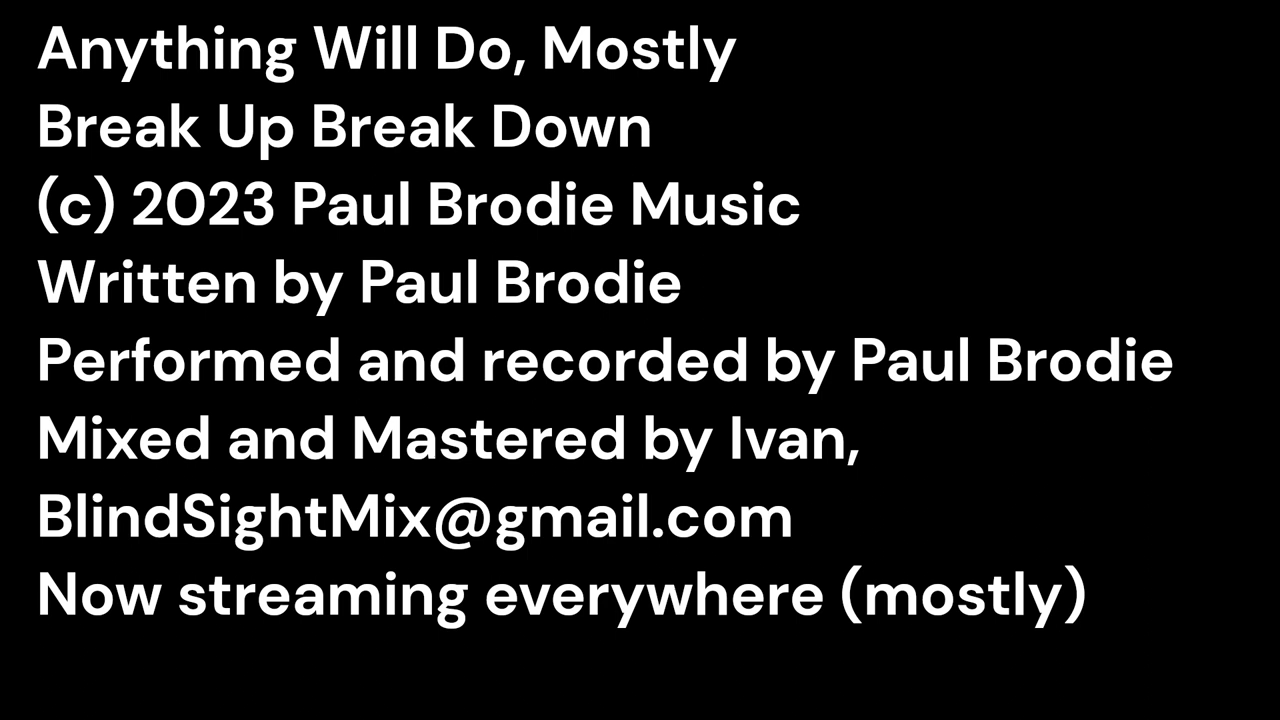 Anything Will Do, Mostly
Break Up Break Down
(c) 2023 Paul Brodie Music
Written by Paul Brodie
Performed and recorded by Paul Brodie
Mixed and Mastered by Ivan,
BlindSightMix@gmail.com
Now streaming everywhere (mostly)